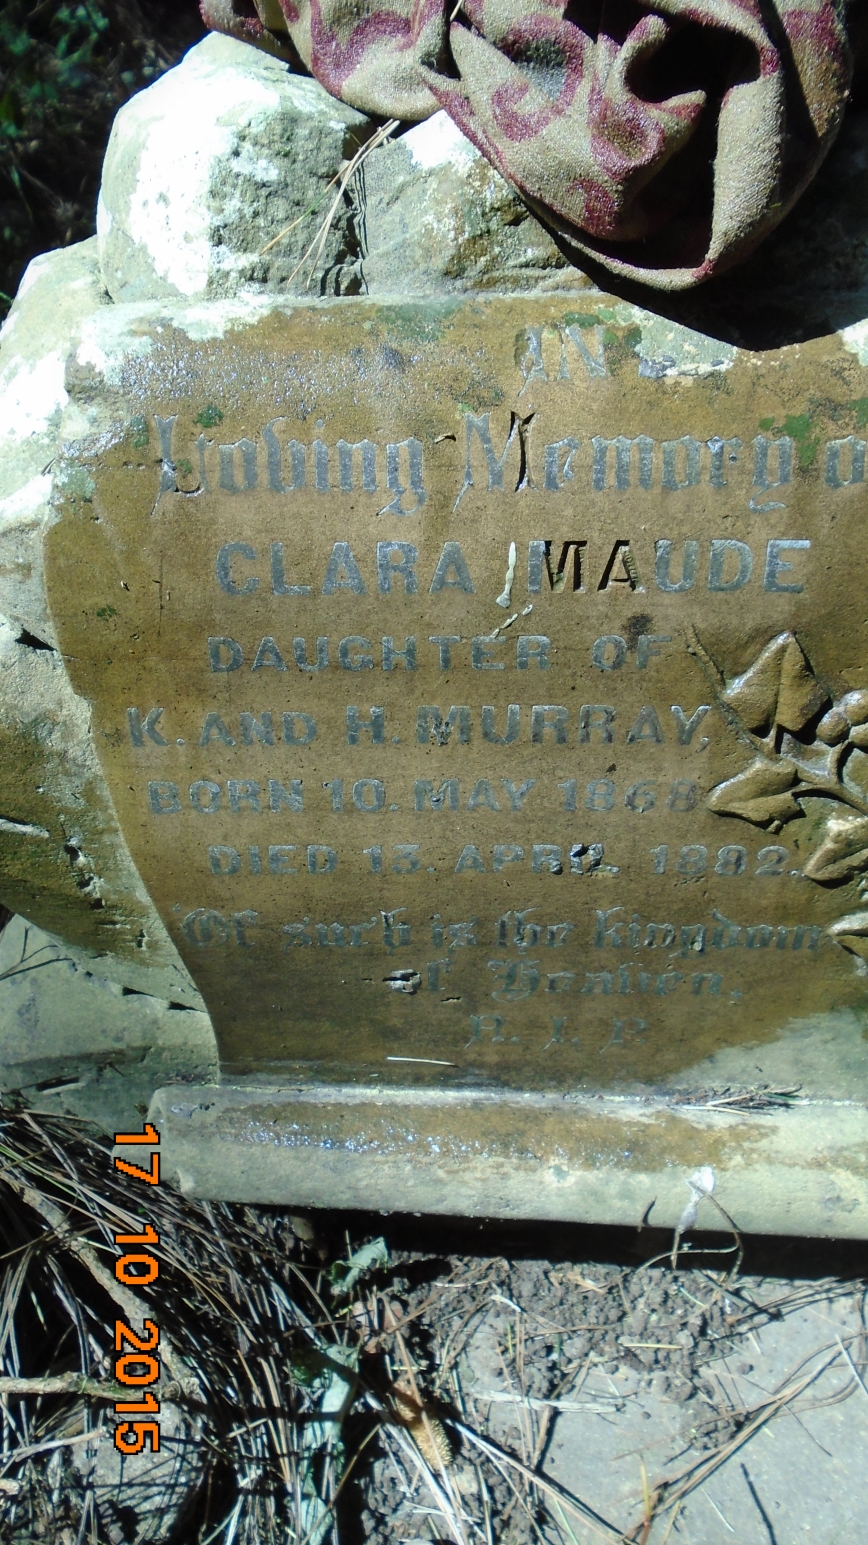 IN
Loving Memory o
CLARA MAUDE
DAUGHTER OF
K. AND H. MURRAY,
BORN 10. MAY 1868
DIED 13. APRIL 1882.
Of such is the kingdom
of Heaven,
R. I. P.
17 10 2015